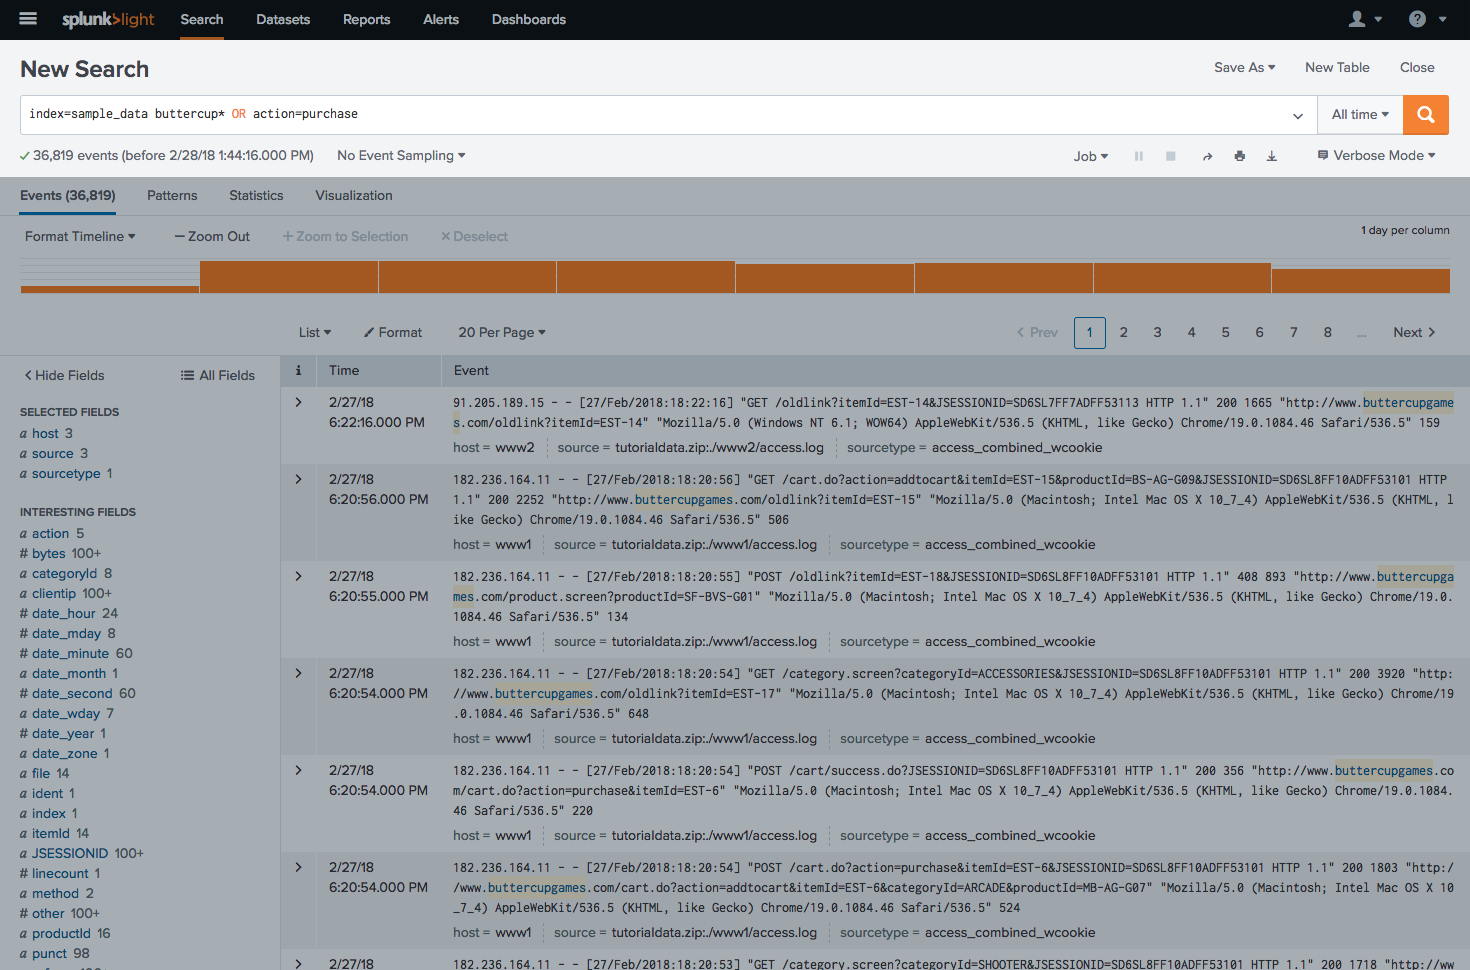 splunk>light Search Datasets Reports Alerts Dashboards ?
New Search Save As New Table Close
index=sample_data buttercup* OR action=purchase All time
36,819 events (before 2/28/18 1:44:16.000 PM) No Event Sampling Job Verbose Mode
Events (36,819) Patterns Statistics Visualization
Format Timeline — Zoom Out + Zoom to Selection × Deselect 1 day per column
List Format 20 Per Page < Prev 1 2 3 4 5 6 7 8 ... Next >
< Hide Fields All Fields
SELECTED FIELDS
a host 3
a source 3
a sourcetype 1
INTERESTING FIELDS
a action 5
# bytes 100+
a categoryId 8
a clientip 100+
# date_hour 24
# date_mday 8
# date_minute 60
a date_month 1
# date_second 60
a date_wday 7
# date_year 1
a date_zone 1
a file 14
a ident 1
a index 1
a itemId 14
a JSESSIONID 100+
# linecount 1
a method 2
# other 100+
a productId 16
a punct 98
i Time Event
> 2/27/18 6:22:16.000 PM
91.205.189.15 - - [27/Feb/2018:18:22:16] "GET /oldlink?itemId=EST-14&JSESSIONID=SD6SL7FF7ADFF53113 HTTP 1.1" 200 1665 "http://www.buttercupgame
s.com/oldlink?itemId=EST-14" "Mozilla/5.0 (Windows NT 6.1; WOW64) AppleWebKit/536.5 (KHTML, like Gecko) Chrome/19.0.1084.46 Safari/536.5" 159
host = www2 source = tutorialdata.zip:./www2/access.log sourcetype = access_combined_wcookie
> 2/27/18 6:20:56.000 PM
182.236.164.11 - - [27/Feb/2018:18:20:56] "GET /cart.do?action=addtocart&itemId=EST-15&productId=BS-AG-G09&JSESSIONID=SD6SL8FF10ADFF53101 HTTP
1.1" 200 2252 "http://www.buttercupgames.com/oldlink?itemId=EST-15" "Mozilla/5.0 (Macintosh; Intel Mac OS X 10_7_4) AppleWebKit/536.5 (KHTML, l
ike Gecko) Chrome/19.0.1084.46 Safari/536.5" 506
host = www1 source = tutorialdata.zip:./www1/access.log sourcetype = access_combined_wcookie
> 2/27/18 6:20:55.000 PM
182.236.164.11 - - [27/Feb/2018:18:20:55] "POST /oldlink?itemId=EST-18&JSESSIONID=SD6SL8FF10ADFF53101 HTTP 1.1" 408 893 "http://www.buttercupga
mes.com/product.screen?productId=SF-BVS-G01" "Mozilla/5.0 (Macintosh; Intel Mac OS X 10_7_4) AppleWebKit/536.5 (KHTML, like Gecko) Chrome/19.0.
1084.46 Safari/536.5" 134
host = www1 source = tutorialdata.zip:./www1/access.log sourcetype = access_combined_wcookie
> 2/27/18 6:20:54.000 PM
182.236.164.11 - - [27/Feb/2018:18:20:54] "GET /category.screen?categoryId=ACCESSORIES&JSESSIONID=SD6SL8FF10ADFF53101 HTTP 1.1" 200 3920 "http:
//www.buttercupgames.com/oldlink?itemId=EST-17" "Mozilla/5.0 (Macintosh; Intel Mac OS X 10_7_4) AppleWebKit/536.5 (KHTML, like Gecko) Chrome/19
.0.1084.46 Safari/536.5" 648
host = www1 source = tutorialdata.zip:./www1/access.log sourcetype = access_combined_wcookie
> 2/27/18 6:20:54.000 PM
182.236.164.11 - - [27/Feb/2018:18:20:54] "POST /cart/success.do?JSESSIONID=SD6SL8FF10ADFF53101 HTTP 1.1" 200 356 "http://www.buttercupgames.co
m/cart.do?action=purchase&itemId=EST-6" "Mozilla/5.0 (Macintosh; Intel Mac OS X 10_7_4) AppleWebKit/536.5 (KHTML, like Gecko) Chrome/19.0.1084.
46 Safari/536.5" 220
host = www1 source = tutorialdata.zip:./www1/access.log sourcetype = access_combined_wcookie
> 2/27/18 6:20:54.000 PM
182.236.164.11 - - [27/Feb/2018:18:20:54] "POST /cart.do?action=purchase&itemId=EST-6&JSESSIONID=SD6SL8FF10ADFF53101 HTTP 1.1" 200 1803 "http:/
/www.buttercupgames.com/cart.do?action=addtocart&itemId=EST-6&categoryId=ARCADE&productId=MB-AG-G07" "Mozilla/5.0 (Macintosh; Intel Mac OS X 10
_7_4) AppleWebKit/536.5 (KHTML, like Gecko) Chrome/19.0.1084.46 Safari/536.5" 524
host = www1 source = tutorialdata.zip:./www1/access.log sourcetype = access_combined_wcookie
> 2/27/18
182.236.164.11 - - [27/Feb/2018:18:20:53] "GET /category.screen?categoryId=SHOOTER&JSESSIONID=SD6SL8FF10ADFF53101 HTTP 1.1" 200 1718 "http://ww